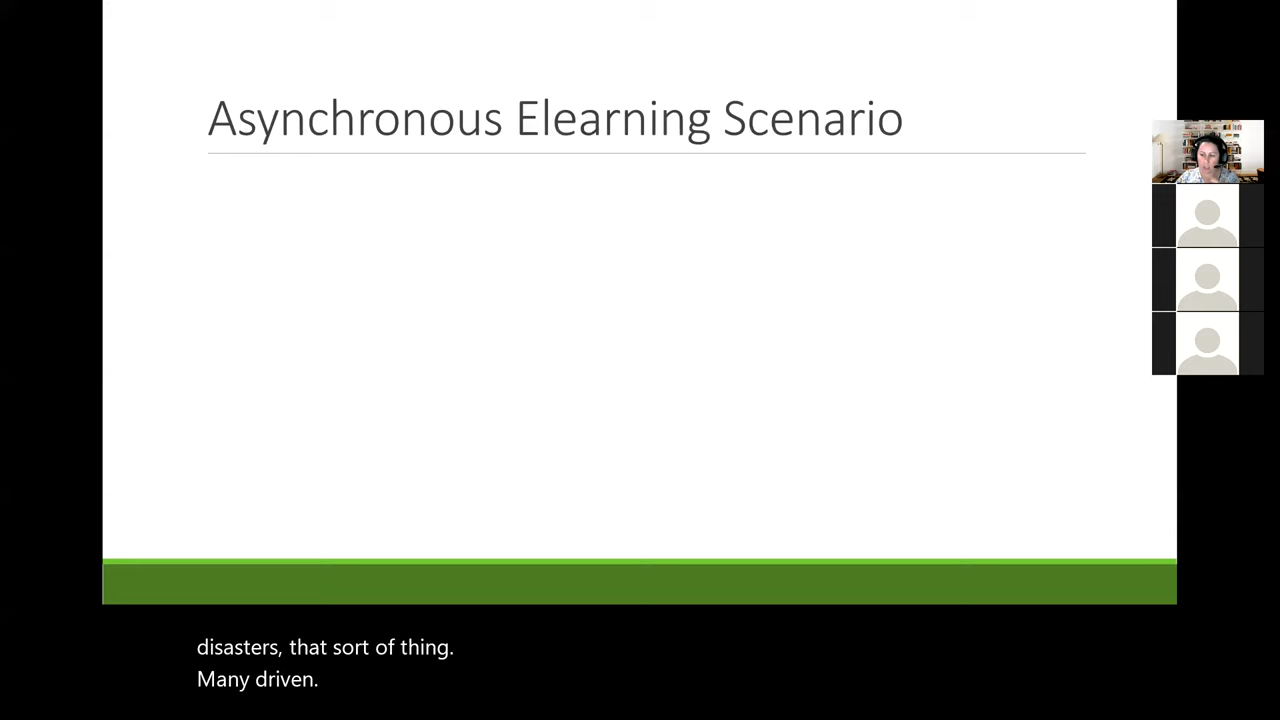 Asynchronous Elearning Scenario
disasters, that sort of thing.
Many driven.